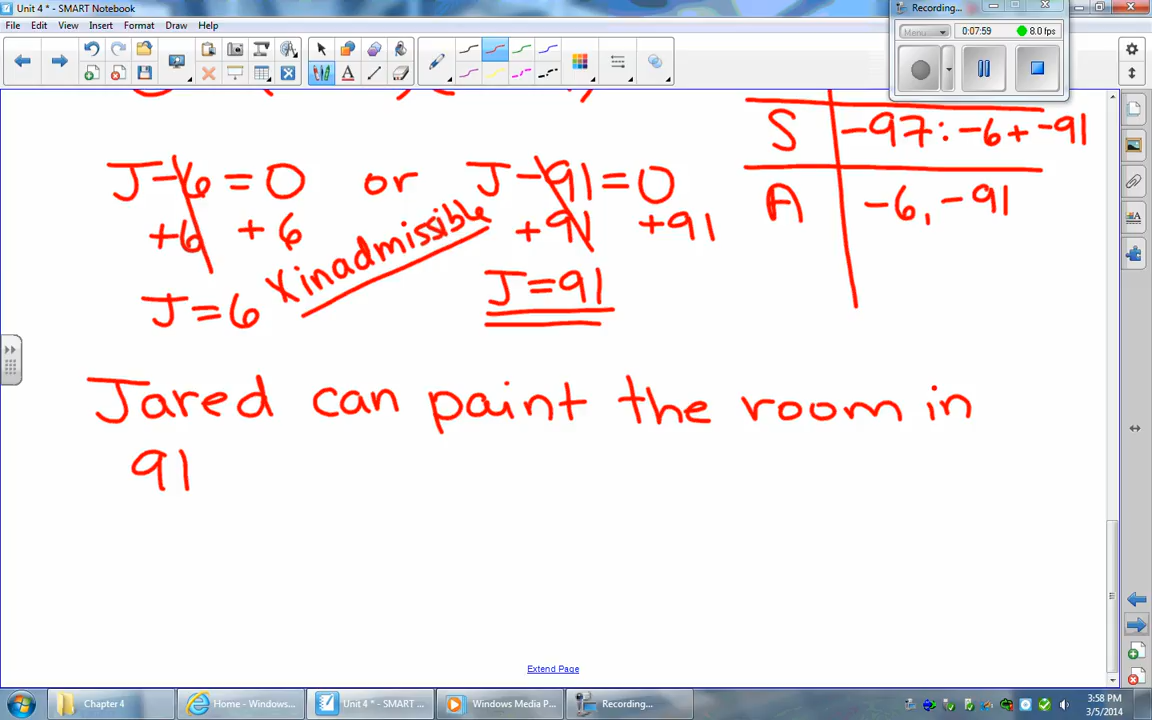 Unit 4 * - SMART Notebook
Recording...
File Edit View Insert Format Draw Help
Menu
0:07:59
8.0 fps
S -97: -6+-91
J-6=0 or J-91=0
A -6, -91
+6 +6 +91 +91
X inadmissible
J=6
J=91
Jared can paint the room in
91
Extend Page
Chapter 4
Home - Windows...
Unit 4 * - SMART ...
Windows Media P...
Recording...
3:58 PM
3/5/2014